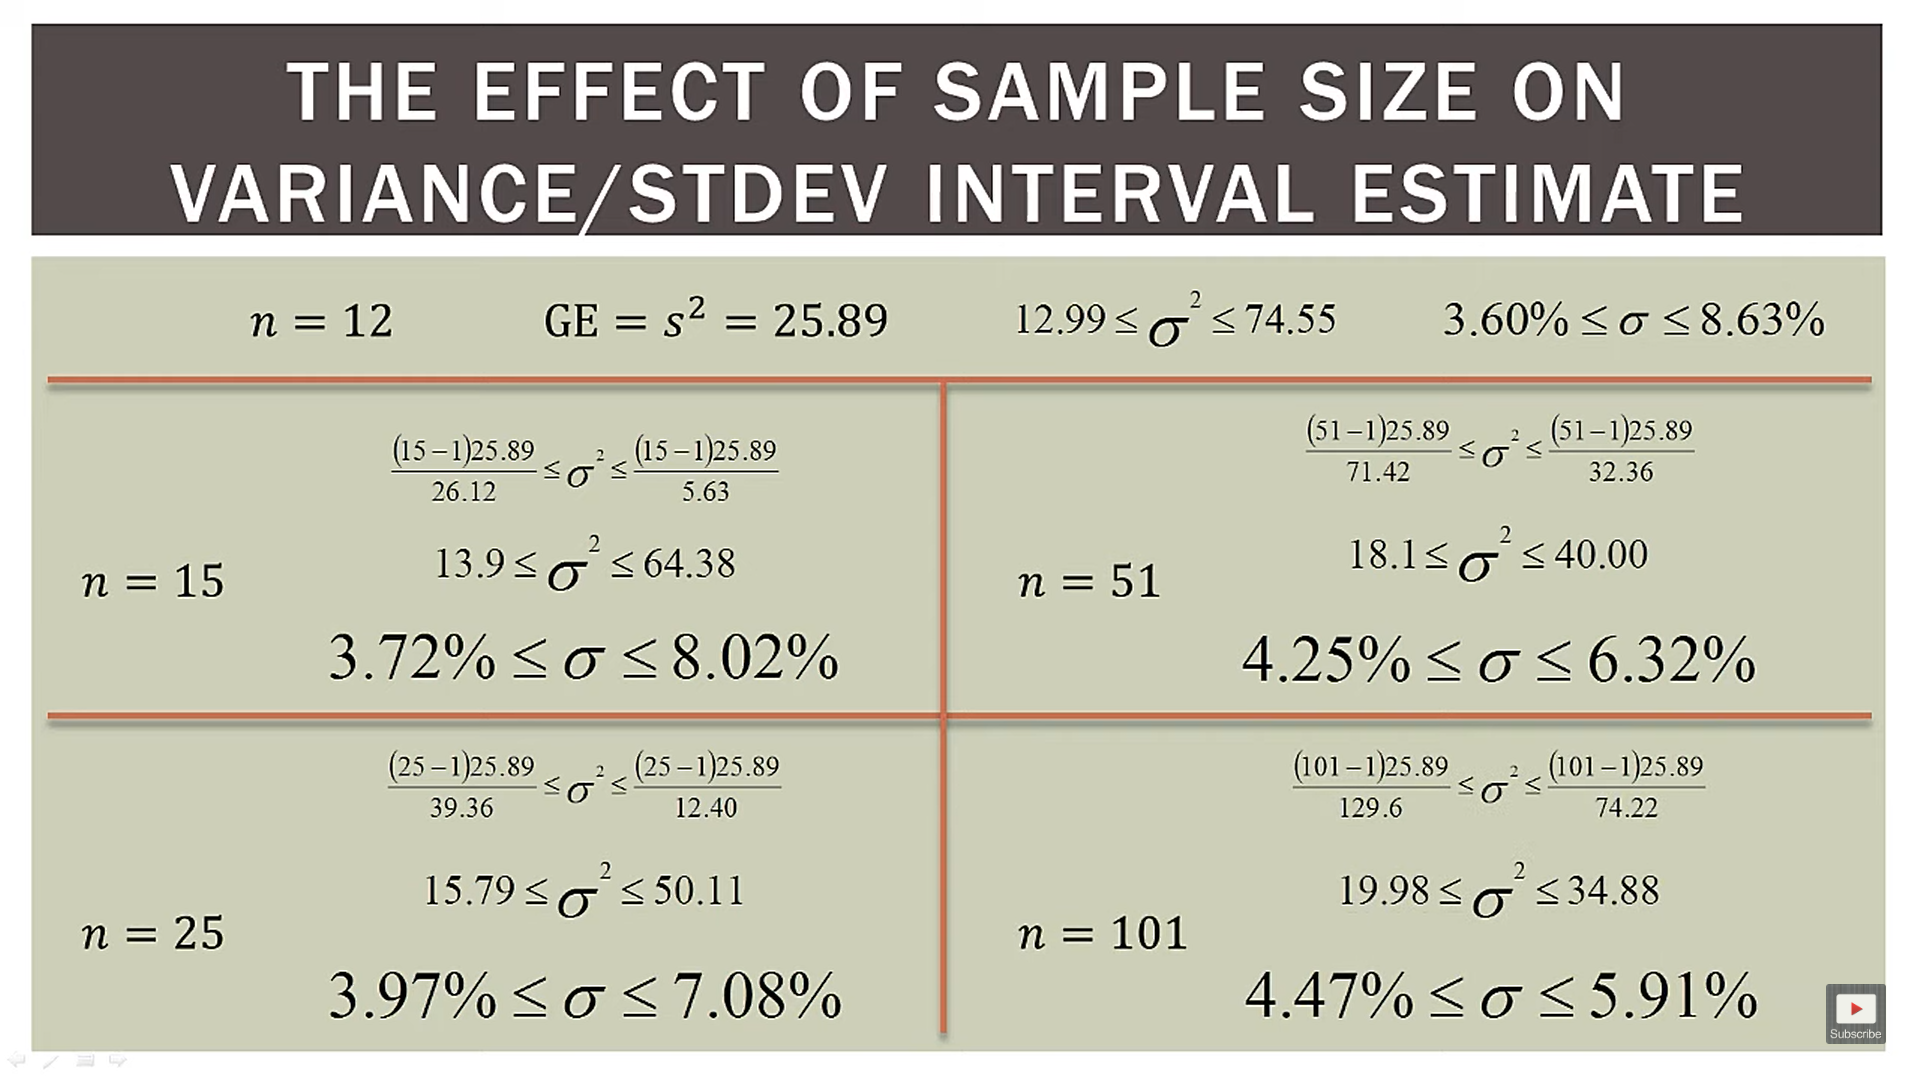 THE EFFECT OF SAMPLE SIZE ON
VARIANCE/STDEV INTERVAL ESTIMATE
n = 12 GE = s² = 25.89 12.99 ≤ σ² ≤ 74.55 3.60% ≤ σ ≤ 8.63%
n = 15
(15−1)25.89/26.12 ≤ σ² ≤ (15−1)25.89/5.63
13.9 ≤ σ² ≤ 64.38
3.72% ≤ σ ≤ 8.02%
n = 51
(51−1)25.89/71.42 ≤ σ² ≤ (51−1)25.89/32.36
18.1 ≤ σ² ≤ 40.00
4.25% ≤ σ ≤ 6.32%
n = 25
(25−1)25.89/39.36 ≤ σ² ≤ (25−1)25.89/12.40
15.79 ≤ σ² ≤ 50.11
3.97% ≤ σ ≤ 7.08%
n = 101
(101−1)25.89/129.6 ≤ σ² ≤ (101−1)25.89/74.22
19.98 ≤ σ² ≤ 34.88
4.47% ≤ σ ≤ 5.91%
Subscribe